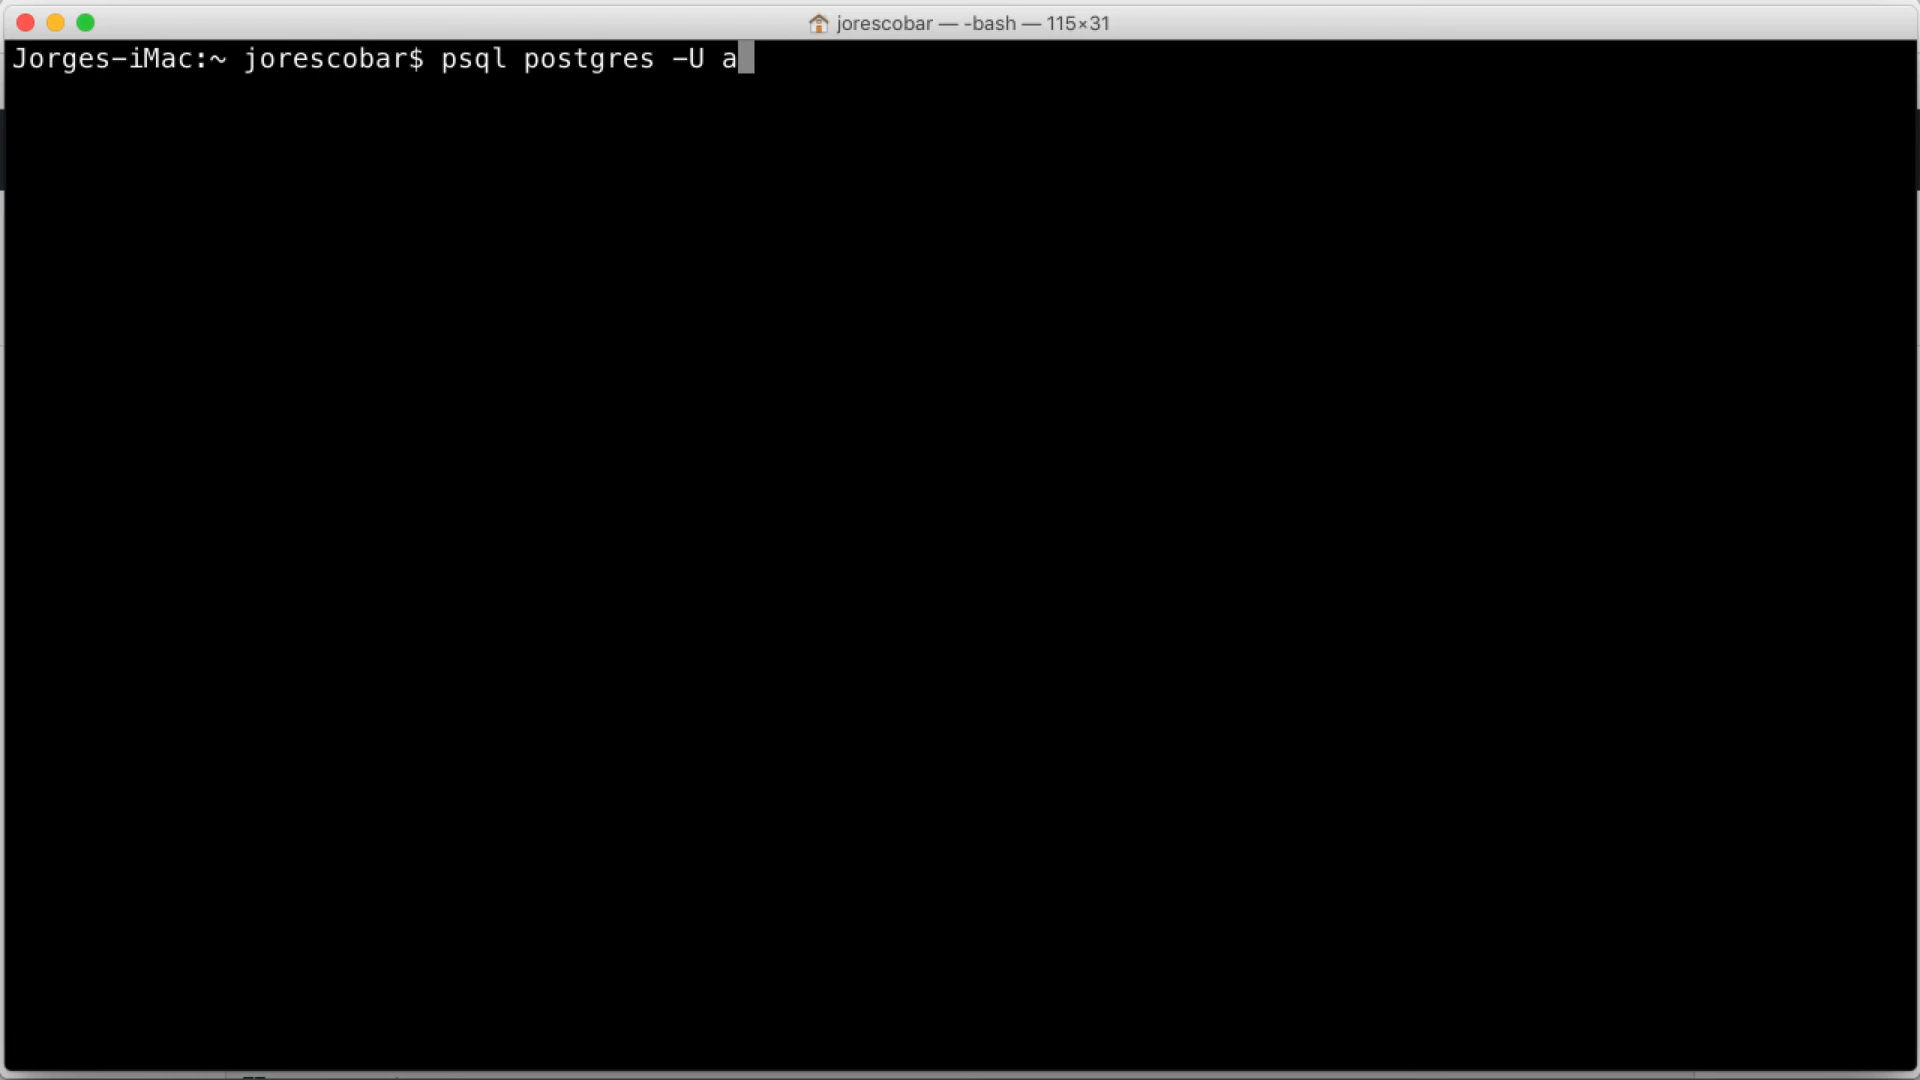 jorescobar — -bash — 115×31
Jorges-iMac:~ jorescobar$ psql postgres -U a